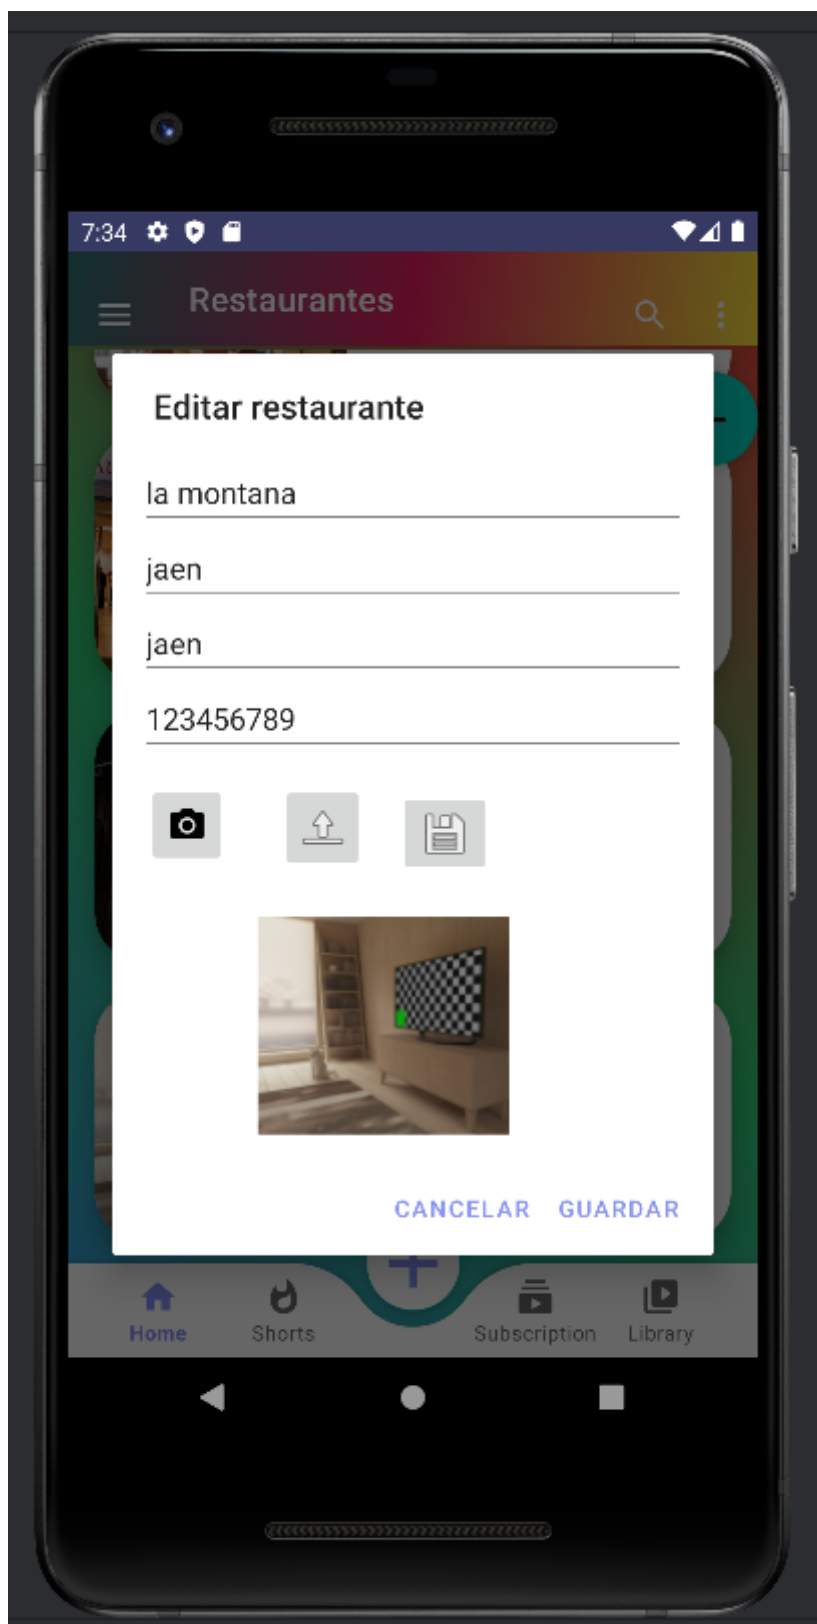 7:34
Restaurantes
Editar restaurante
la montana
jaen
jaen
123456789
CANCELAR GUARDAR
Home Shorts Subscription Library